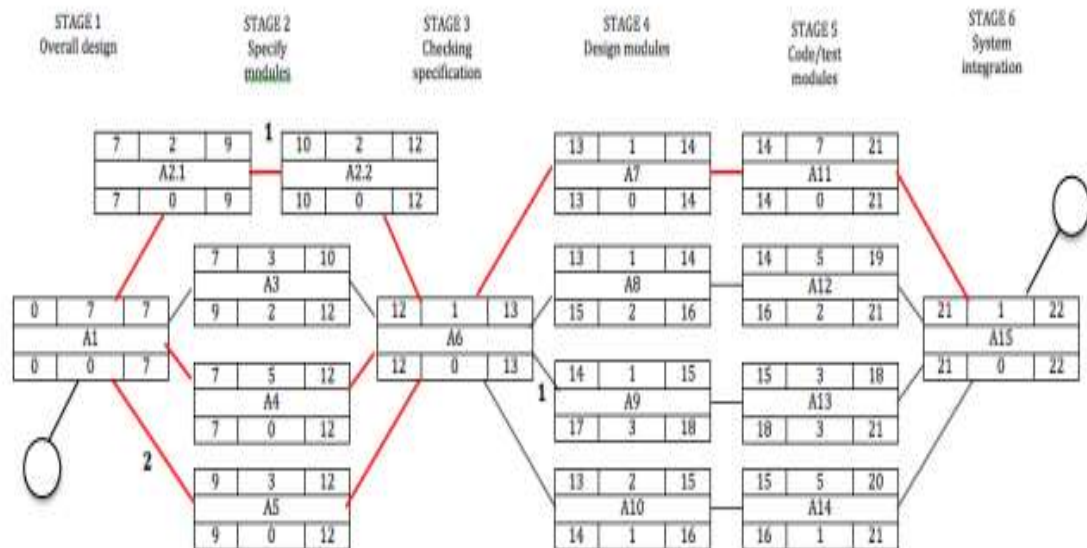 STAGE 1
Overall design
STAGE 2
Specify
modules
STAGE 3
Checking
specification
STAGE 4
Design modules
STAGE 5
Code/test
modules
STAGE 6
System
integration
1
7 2 9
A2.1
7 0 9
10 2 12
A2.2
10 0 12
13 1 14
A7
13 0 14
14 7 21
A11
14 0 21
7 3 10
A3
9 2 12
13 1 14
A8
15 2 16
14 5 19
A12
16 2 21
0 7 7
A1
0 0 7
12 1 13
A6
12 0 13
21 1 22
A15
21 0 22
7 5 12
A4
7 0 12
1
14 1 15
A9
17 3 18
15 3 18
A13
18 3 21
2
9 3 12
A5
9 0 12
13 2 15
A10
14 1 16
15 5 20
A14
16 1 21